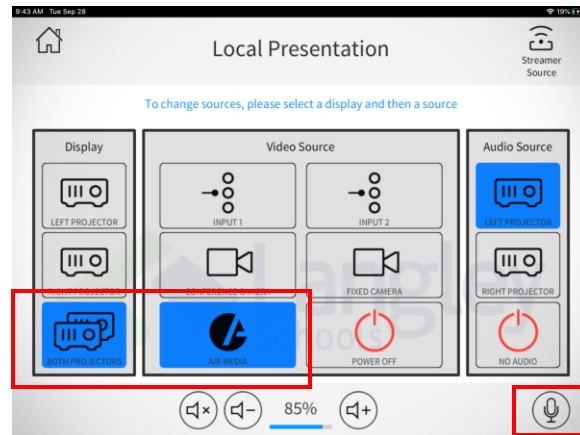 9:43 AM Tue Sep 28
19%
Local Presentation
Streamer
Source
To change sources, please select a display and then a source
Display
Video Source
Audio Source
LEFT PROJECTOR
INPUT 1
INPUT 2
LEFT PROJECTOR
RIGHT PROJECTOR
CONFERENCE CAMERA
FIXED CAMERA
RIGHT PROJECTOR
Langley
Schools
BOTH PROJECTORS
AIR MEDIA
POWER OFF
NO AUDIO
85%